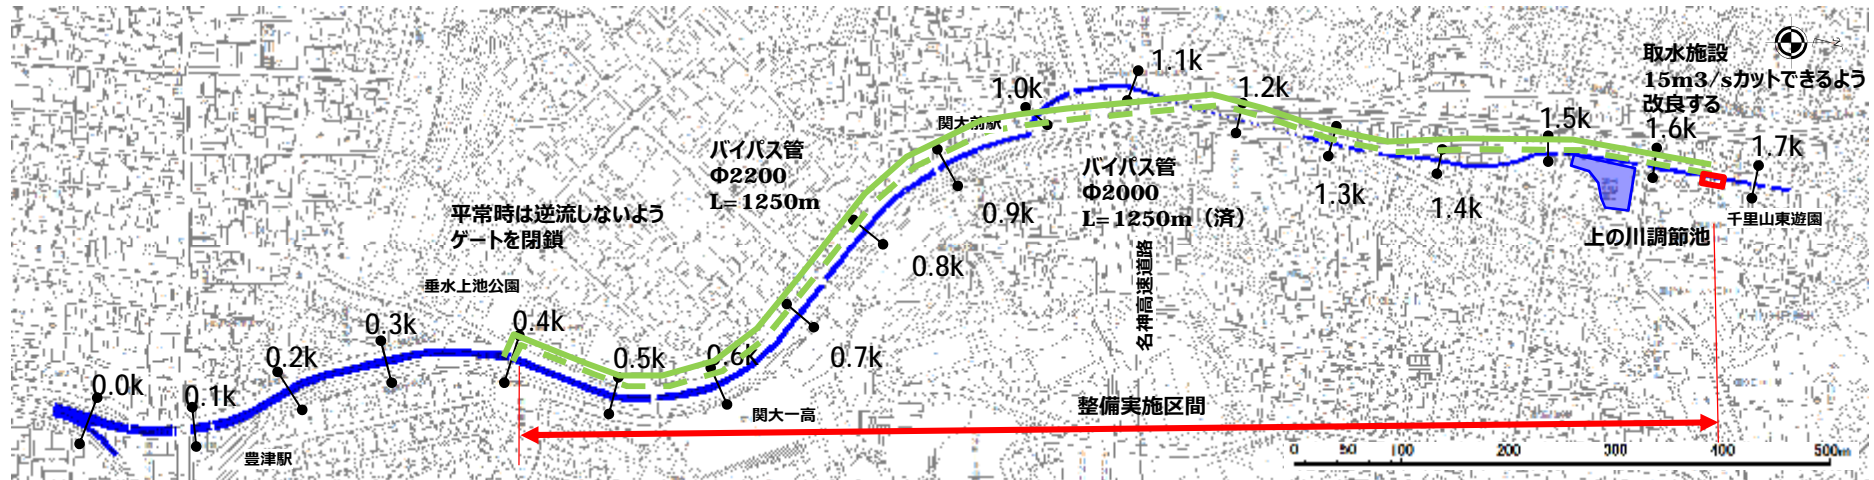 取水施設
15m3/sカットできるよう
改良する
1.0k
1.1k
1.2k
1.5k
1.6k
1.7k
関大前駅
バイパス管
Φ2200
L=1250m
バイパス管
Φ2000
L=1250m（済）
平常時は逆流しないよう
ゲートを閉鎖
0.9k
1.3k
1.4k
千里山東遊園
上の川調節池
0.8k
名神高速道路
垂水上池公園
0.3k
0.4k
0.2k
0.5k
0.6k
0.7k
0.0k
0.1k
関大一高
整備実施区間
豊津駅
0 50 100 200 300 400 500m